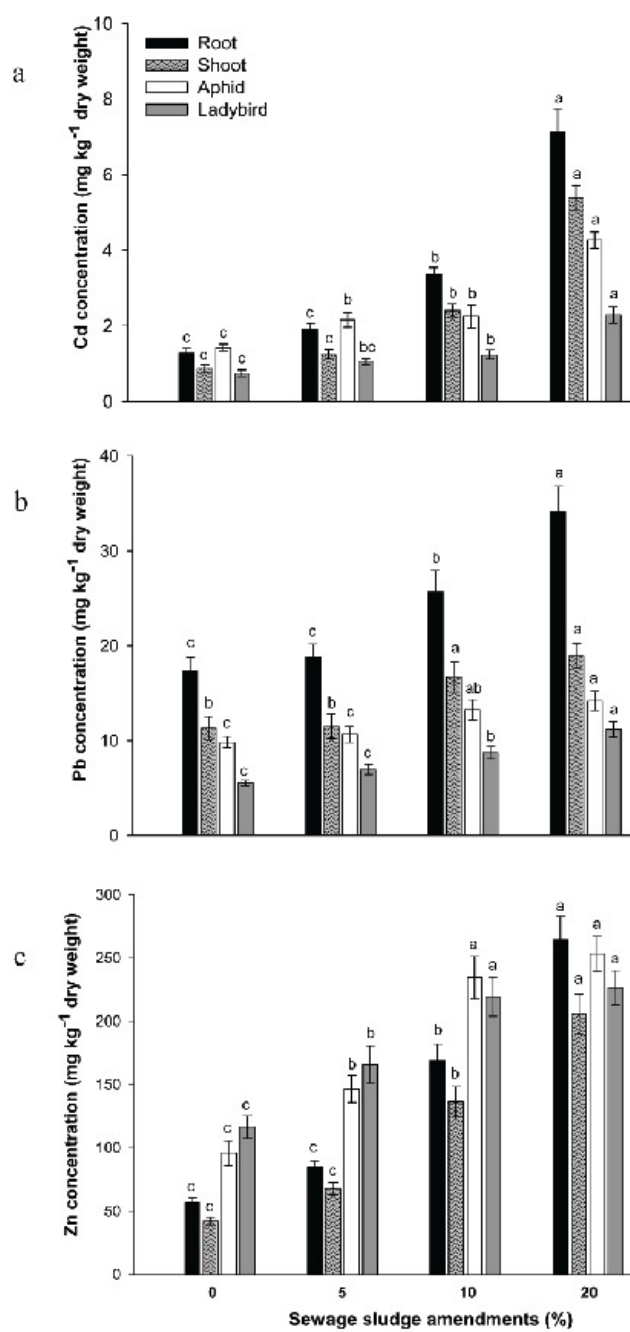 a
10
8
6
4
2
0
Cd concentration (mg kg⁻¹ dry weight)
Root
Shoot
Aphid
Ladybird
c c c c
c c b bc
b b b b
a a a a
b
40
30
20
10
0
Pb concentration (mg kg⁻¹ dry weight)
c b c c
c b c c
b a ab b
a a a a
c
300
250
200
150
100
50
0
Zn concentration (mg kg⁻¹ dry weight)
c c c c
c c b b
b b a a
a a a a
0 5 10 20
Sewage sludge amendments (%)